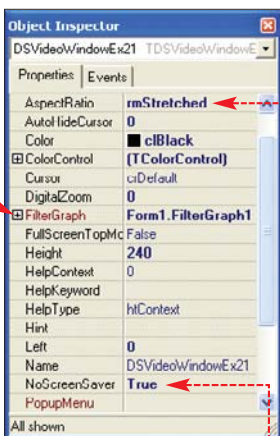 Object Inspector
DSVideoWindowEx21 TDSVideoWindowE
Properties Events
AspectRatio rmStretched
AutoHideCursor 0
Color clBlack
ColorControl (TColorControl)
Cursor crDefault
DigitalZoom 0
FilterGraph Form1.FilterGraph1
FullScreenTopMo False
Height 240
HelpContext 0
HelpKeyword
HelpType htContext
Hint
Left 0
Name DSVideoWindowEx21
NoScreenSaver True
PopupMenu
All shown